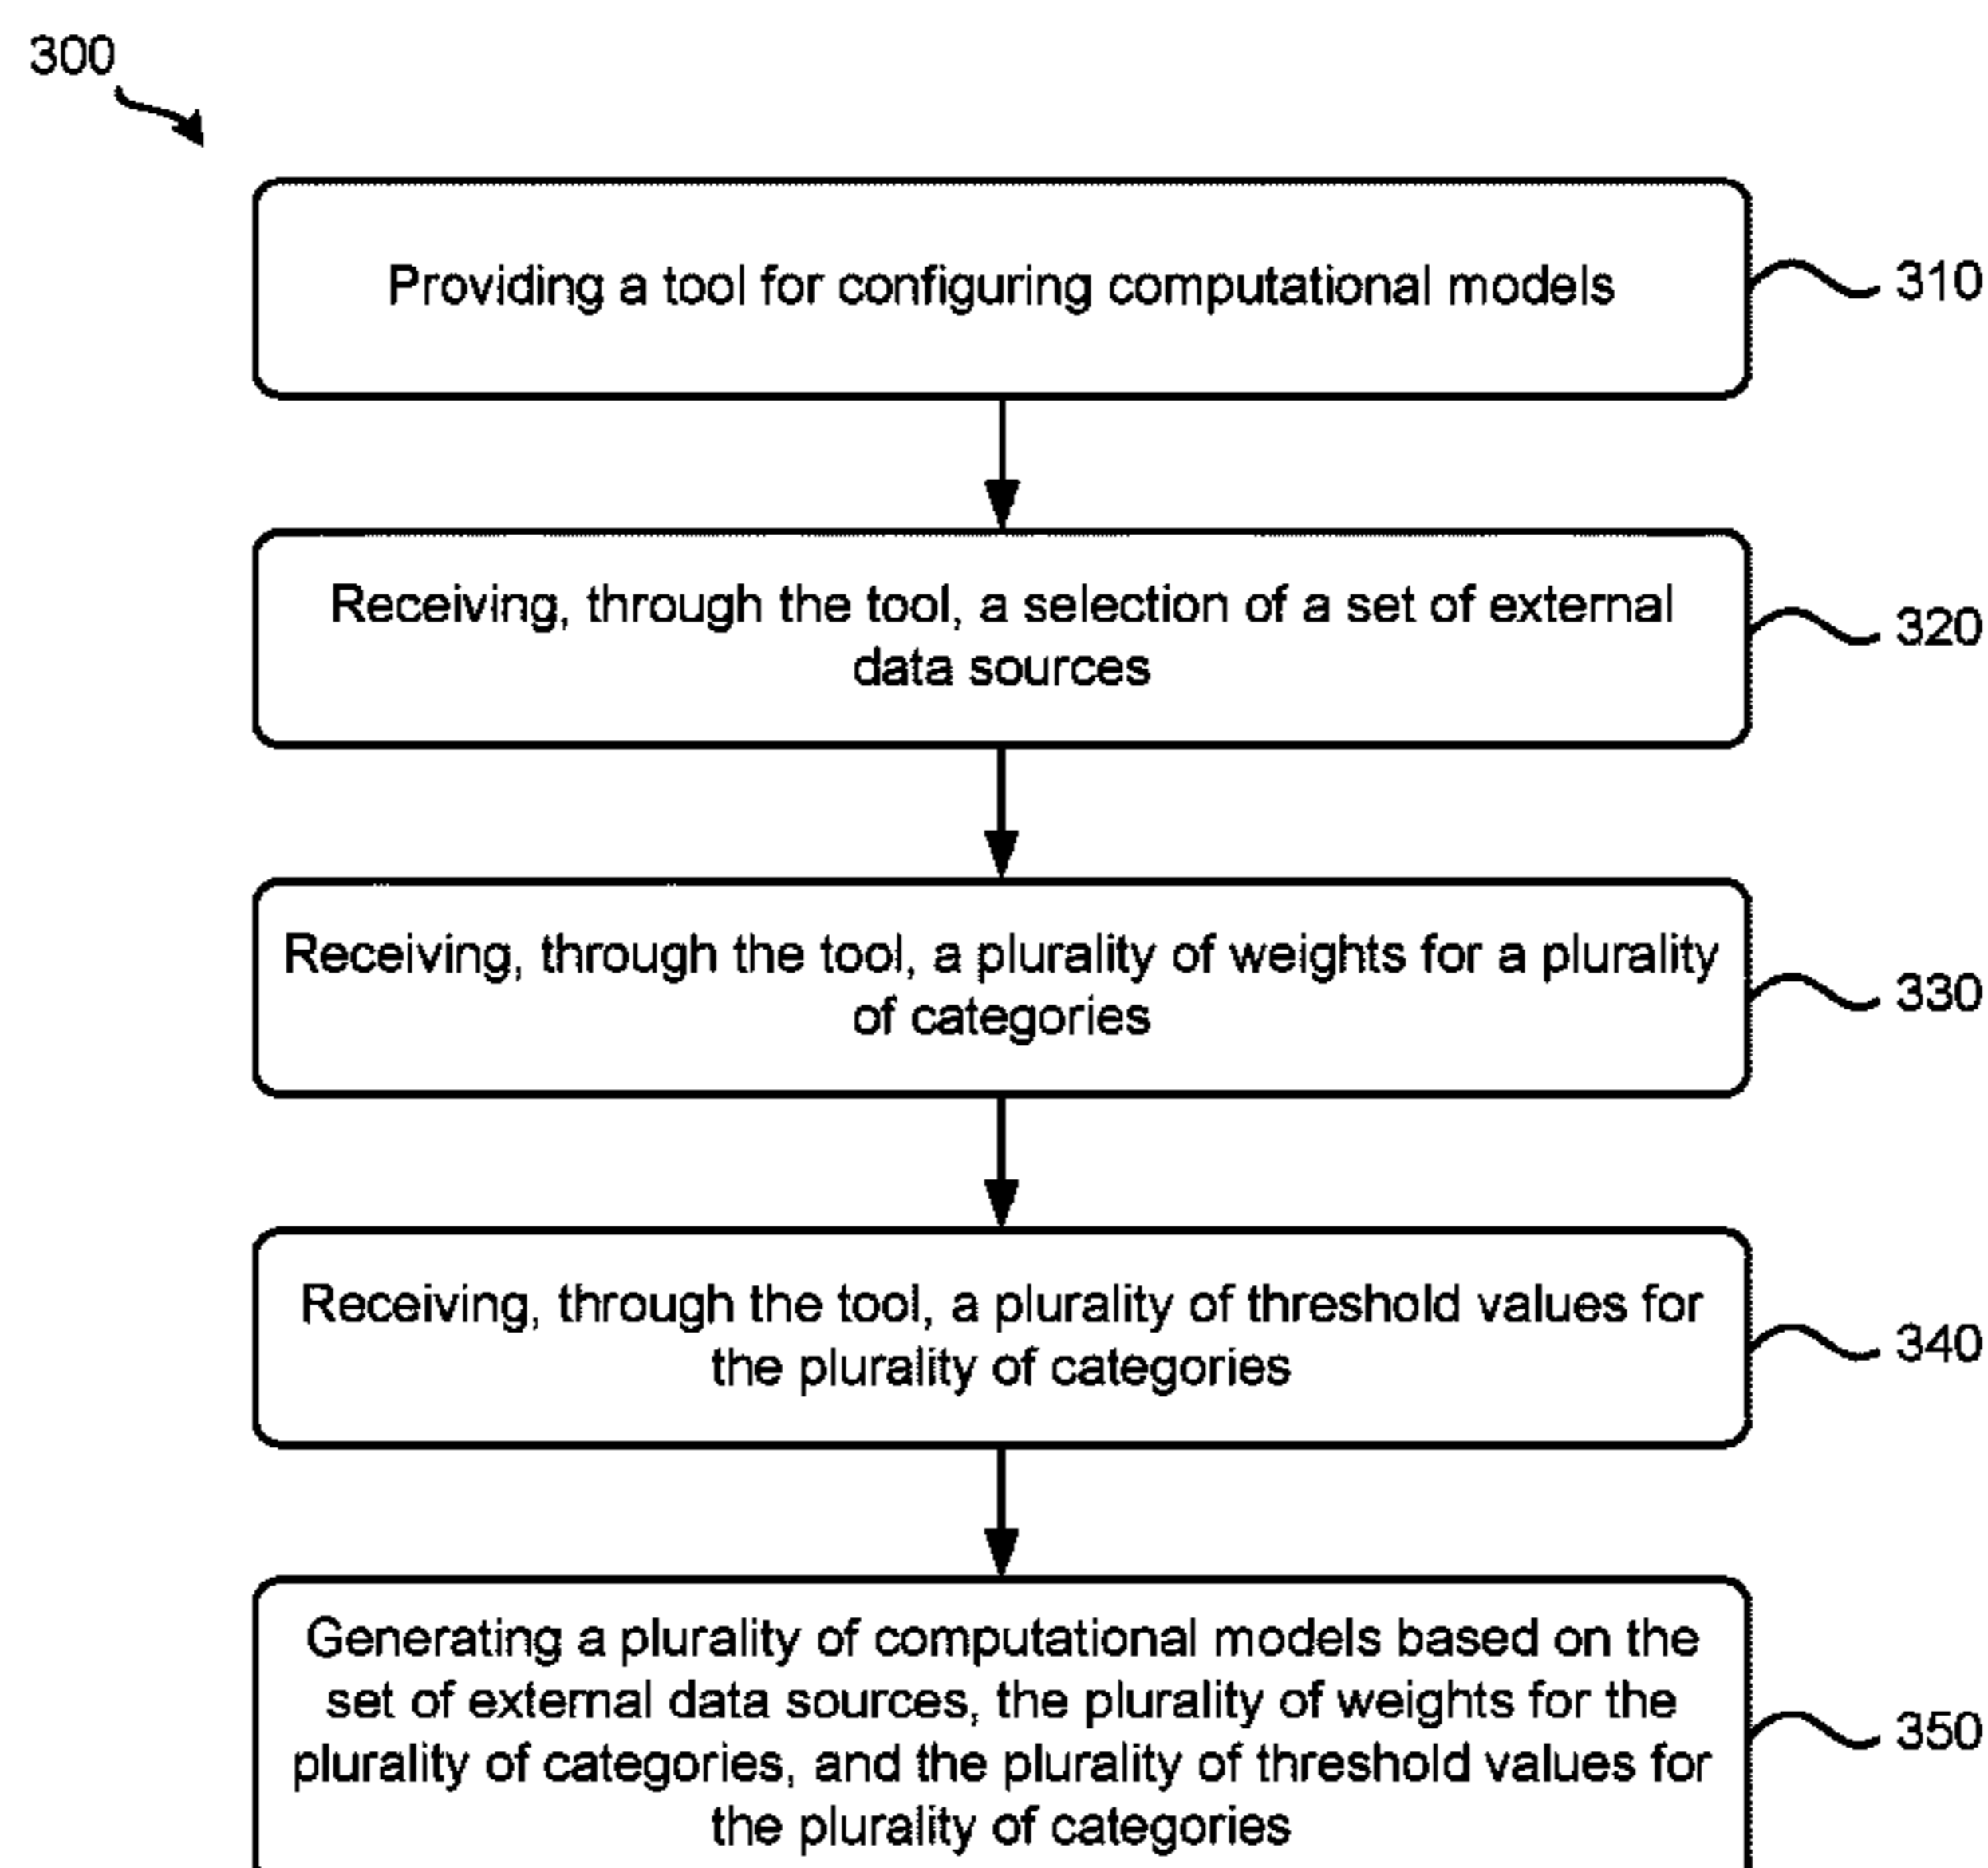 300
Providing a tool for configuring computational models
310
Receiving, through the tool, a selection of a set of external
data sources
320
Receiving, through the tool, a plurality of weights for a plurality
of categories
330
Receiving, through the tool, a plurality of threshold values for
the plurality of categories
340
Generating a plurality of computational models based on the
set of external data sources, the plurality of weights for the
plurality of categories, and the plurality of threshold values for
the plurality of categories
350